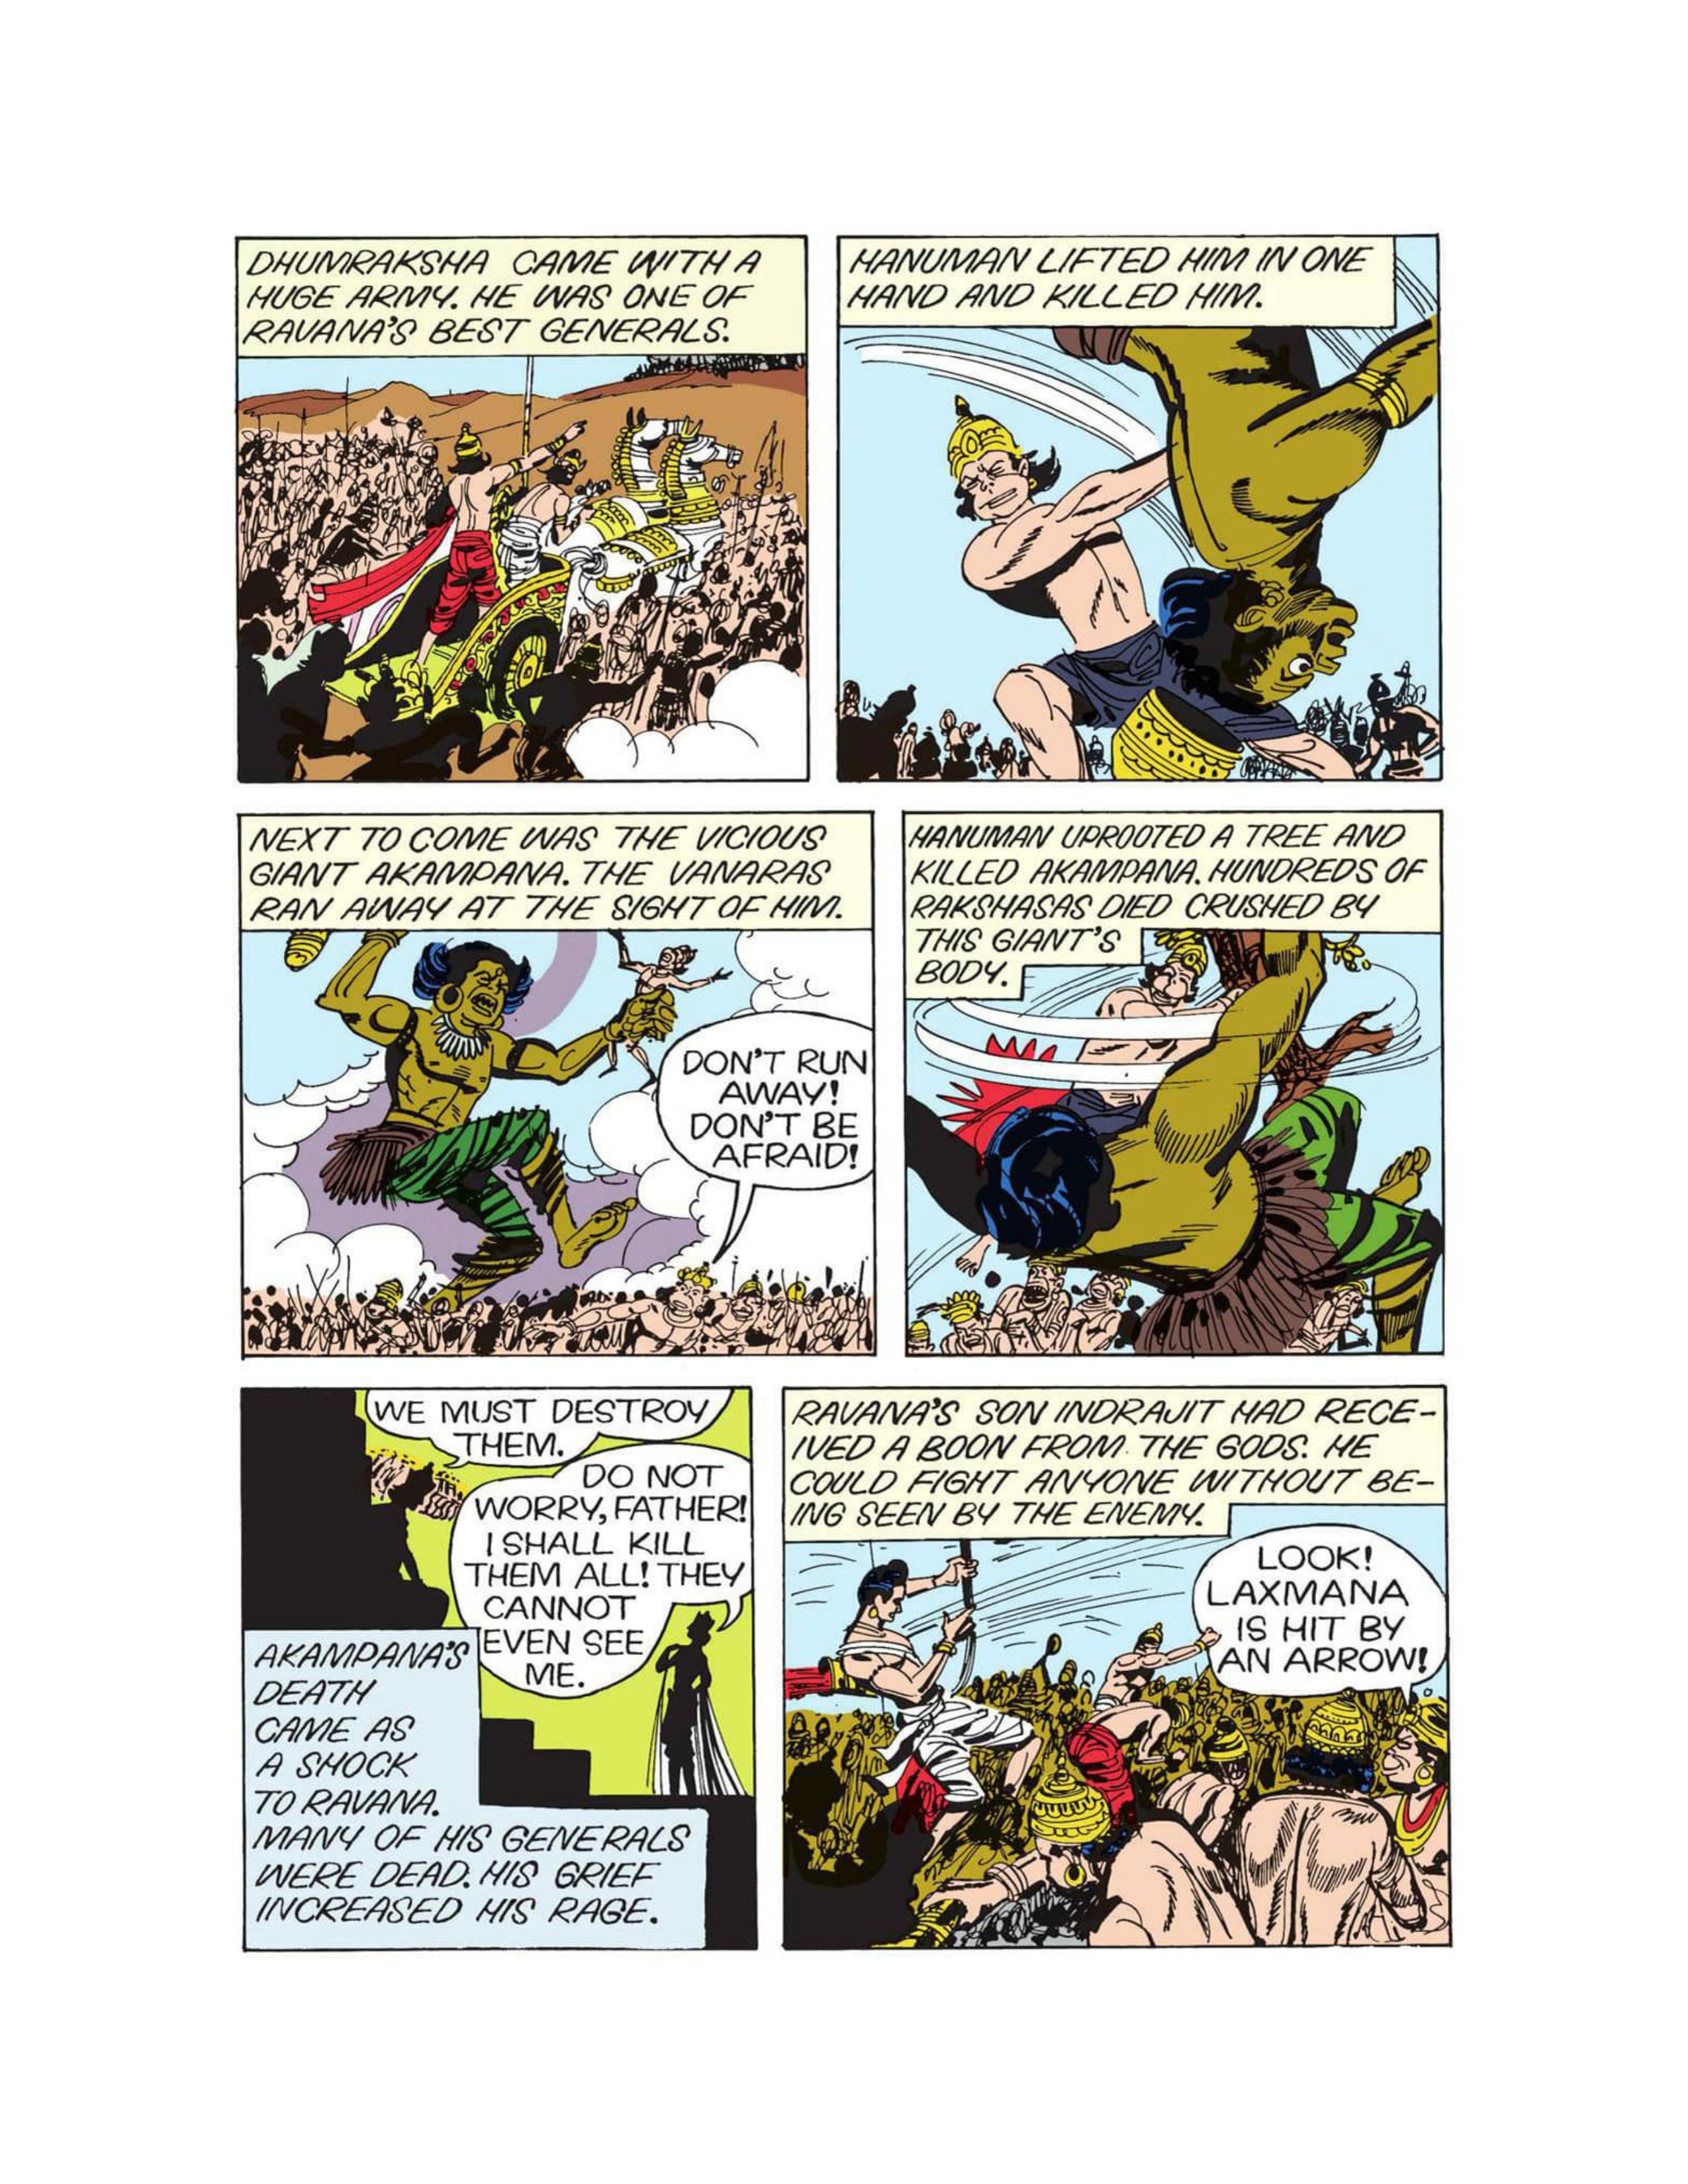 DHUMRAKSHA CAME WITH A
HUGE ARMY. HE WAS ONE OF
RAVANA'S BEST GENERALS.
HANUMAN LIFTED HIM IN ONE
HAND AND KILLED HIM.
NEXT TO COME WAS THE VICIOUS
GIANT AKAMPANA. THE VANARAS
RAN AWAY AT THE SIGHT OF HIM.
DON'T RUN
AWAY!
DON'T BE
AFRAID!
HANUMAN UPROOTED A TREE AND
KILLED AKAMPANA. HUNDREDS OF
RAKSHASAS DIED CRUSHED BY
THIS GIANT'S
BODY.
WE MUST DESTROY
THEM.
DO NOT
WORRY, FATHER!
I SHALL KILL
THEM ALL! THEY
CANNOT
EVEN SEE
ME.
AKAMPANA'S
DEATH
CAME AS
A SHOCK
TO RAVANA.
MANY OF HIS GENERALS
WERE DEAD. HIS GRIEF
INCREASED HIS RAGE.
RAVANA'S SON INDRAJIT HAD RECE-
IVED A BOON FROM THE GODS. HE
COULD FIGHT ANYONE WITHOUT BE-
ING SEEN BY THE ENEMY.
LOOK!
LAXMANA
IS HIT BY
AN ARROW!